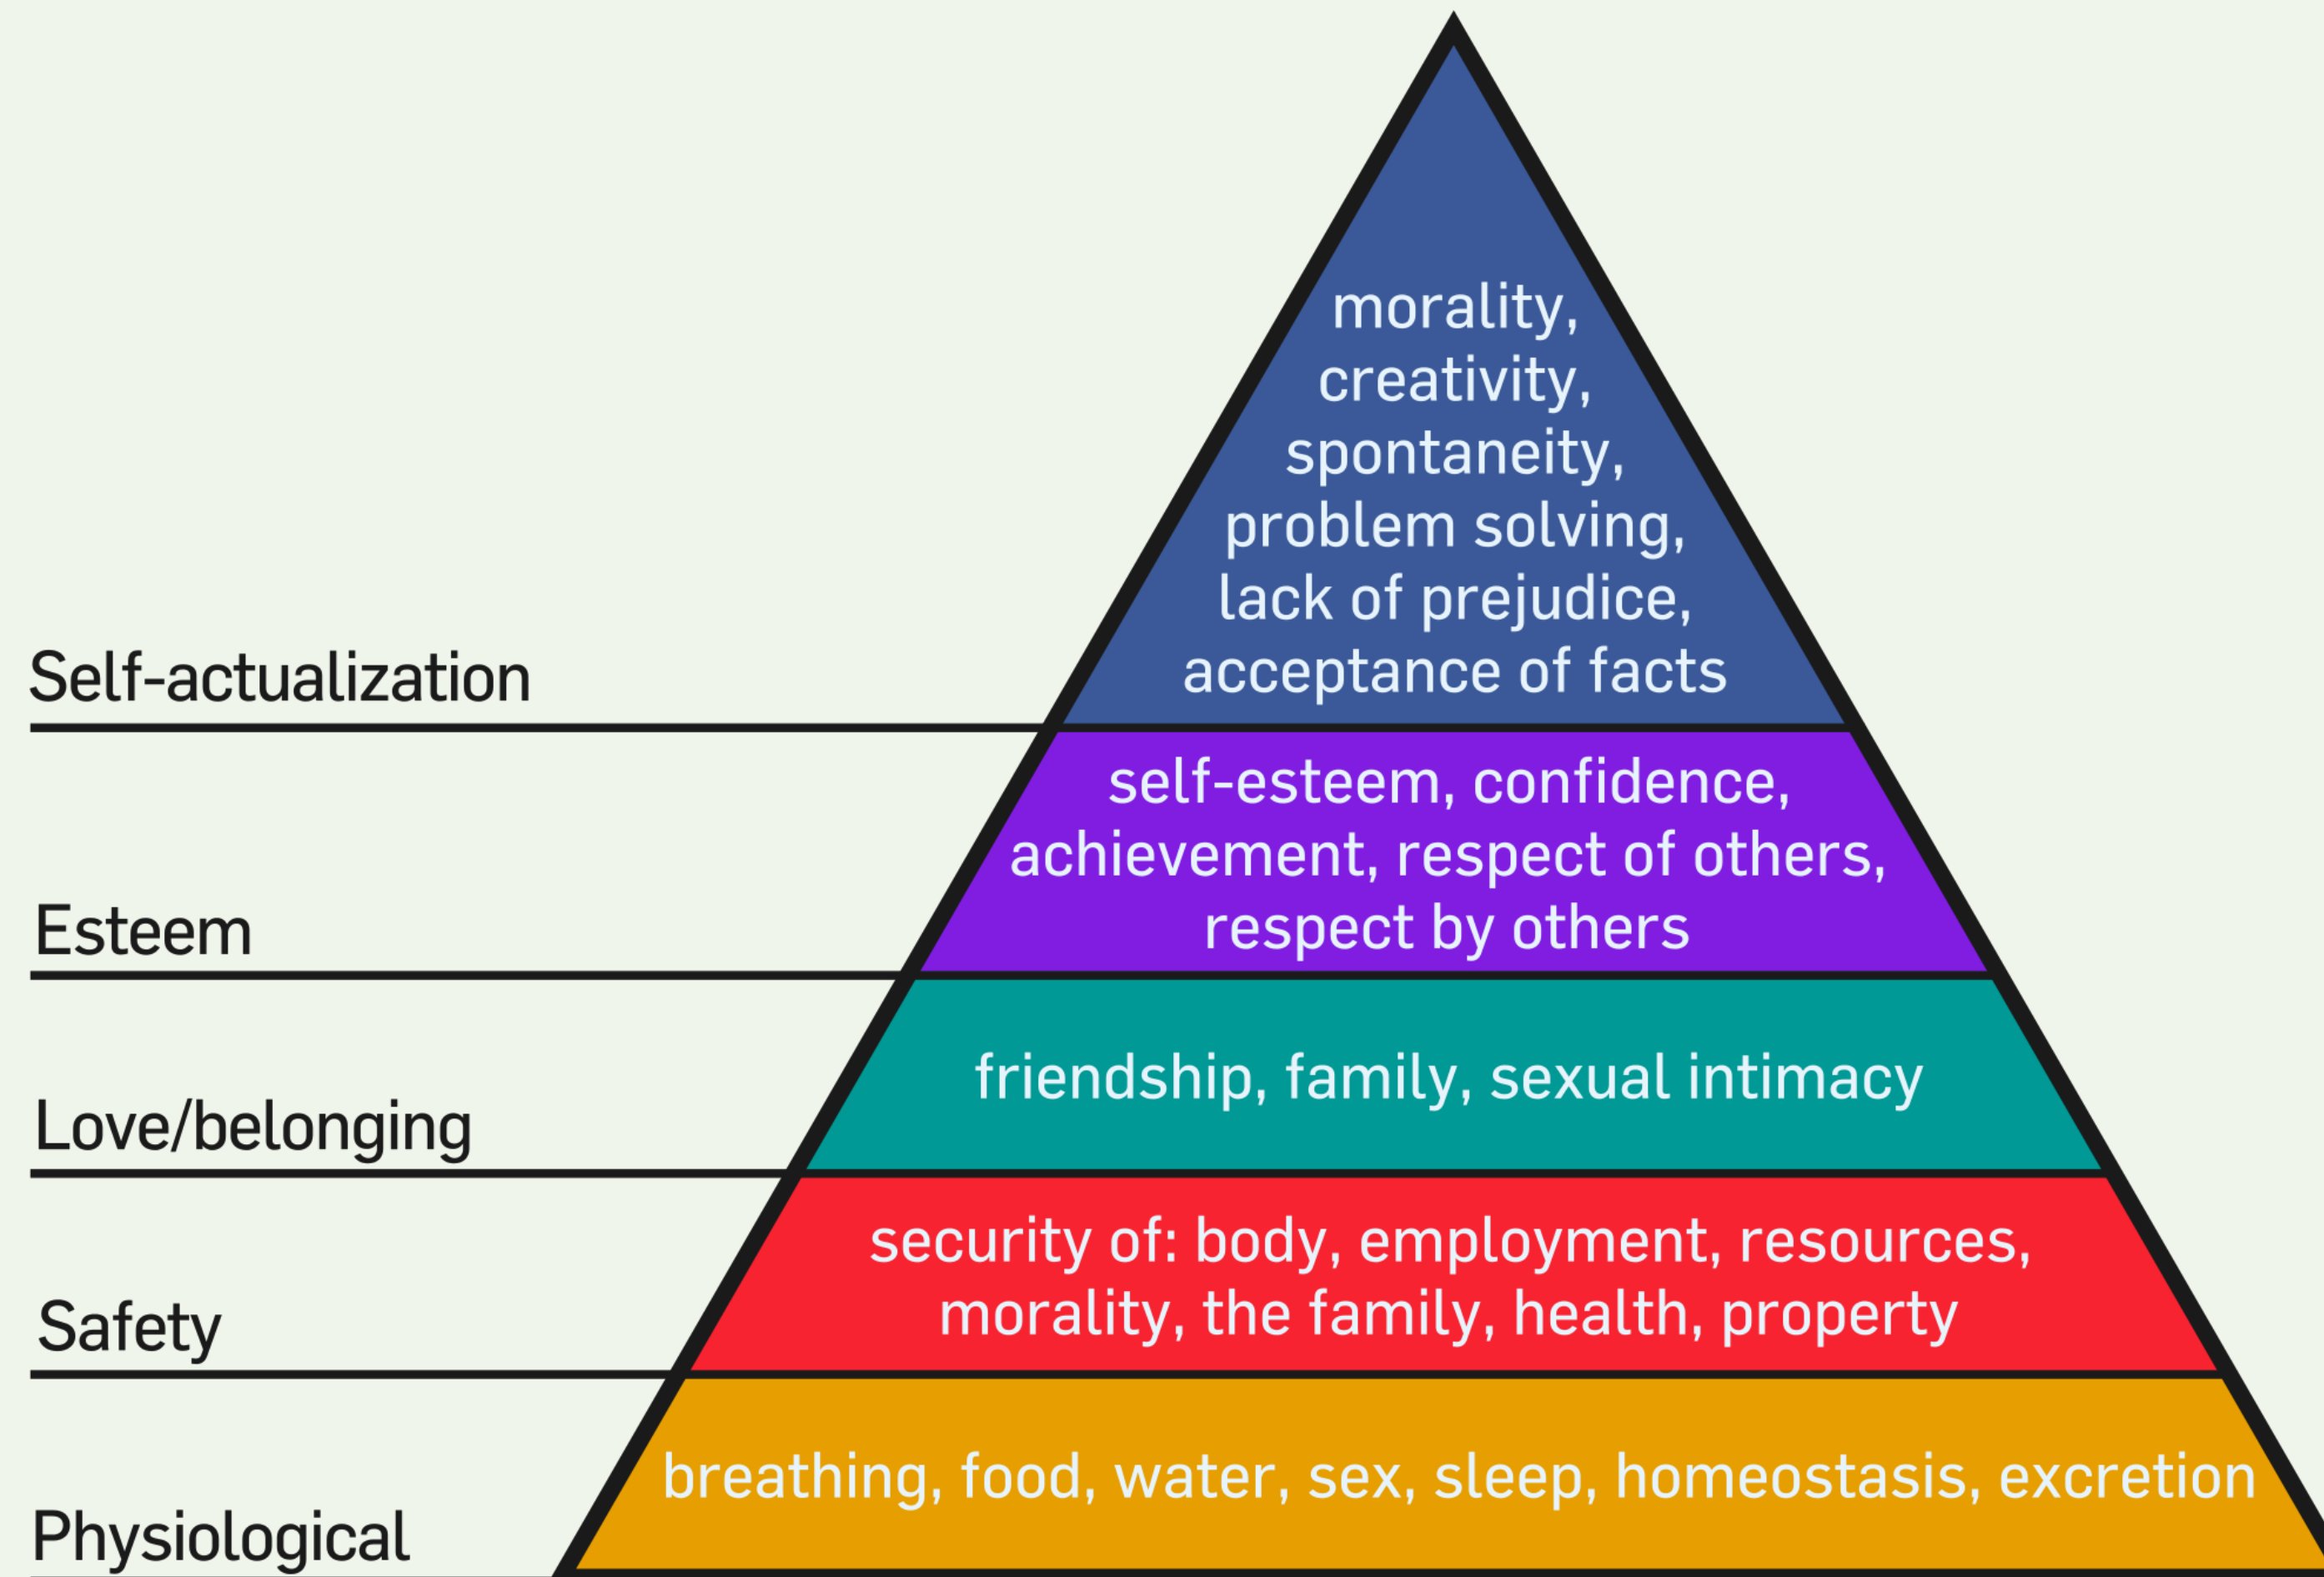 morality,
creativity,
spontaneity,
problem solving,
lack of prejudice,
acceptance of facts
Self-actualization
self-esteem, confidence,
achievement, respect of others,
respect by others
Esteem
friendship, family, sexual intimacy
Love/belonging
security of: body, employment, resources,
morality, the family, health, property
Safety
breathing, food, water, sex, sleep, homeostasis, excretion
Physiological